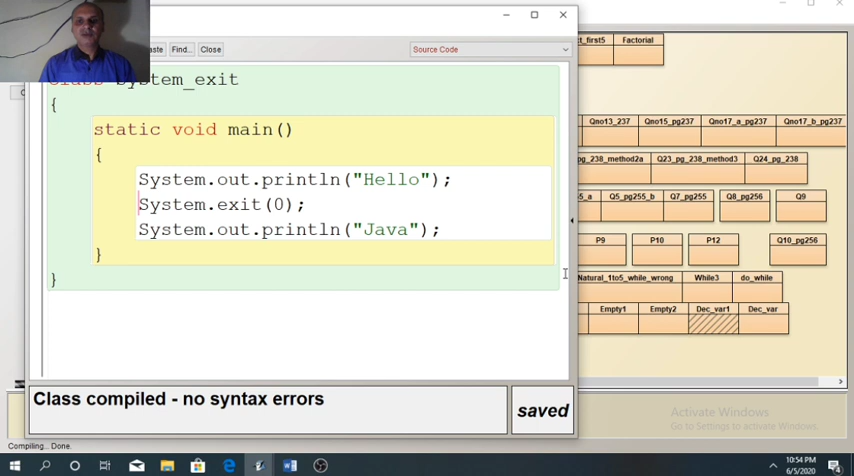 aste
Find...
Close
Source Code
class System_exit
{
static void main()
{
System.out.println("Hello");
System.exit(0);
System.out.println("Java");
}
}
Class compiled - no syntax errors
saved
Compiling... Done.
ct_first5
Factorial
Qno13_237
Qno15_pg237
Qno17_a_pg237
Qno17_b_pg237
pg_238_method2a
Q23_pg_238_method3
Q24_pg_238
5_a
Q5_pg255_b
Q7_pg255
Q8_pg256
Q9
P9
P10
P12
Q10_pg256
Natural_1to5_while_wrong
While3
do_while
Empty1
Empty2
Dec_var1
Dec_var
Activate Windows
Go to Settings to activate Windows.
10:54 PM
6/5/2020
4